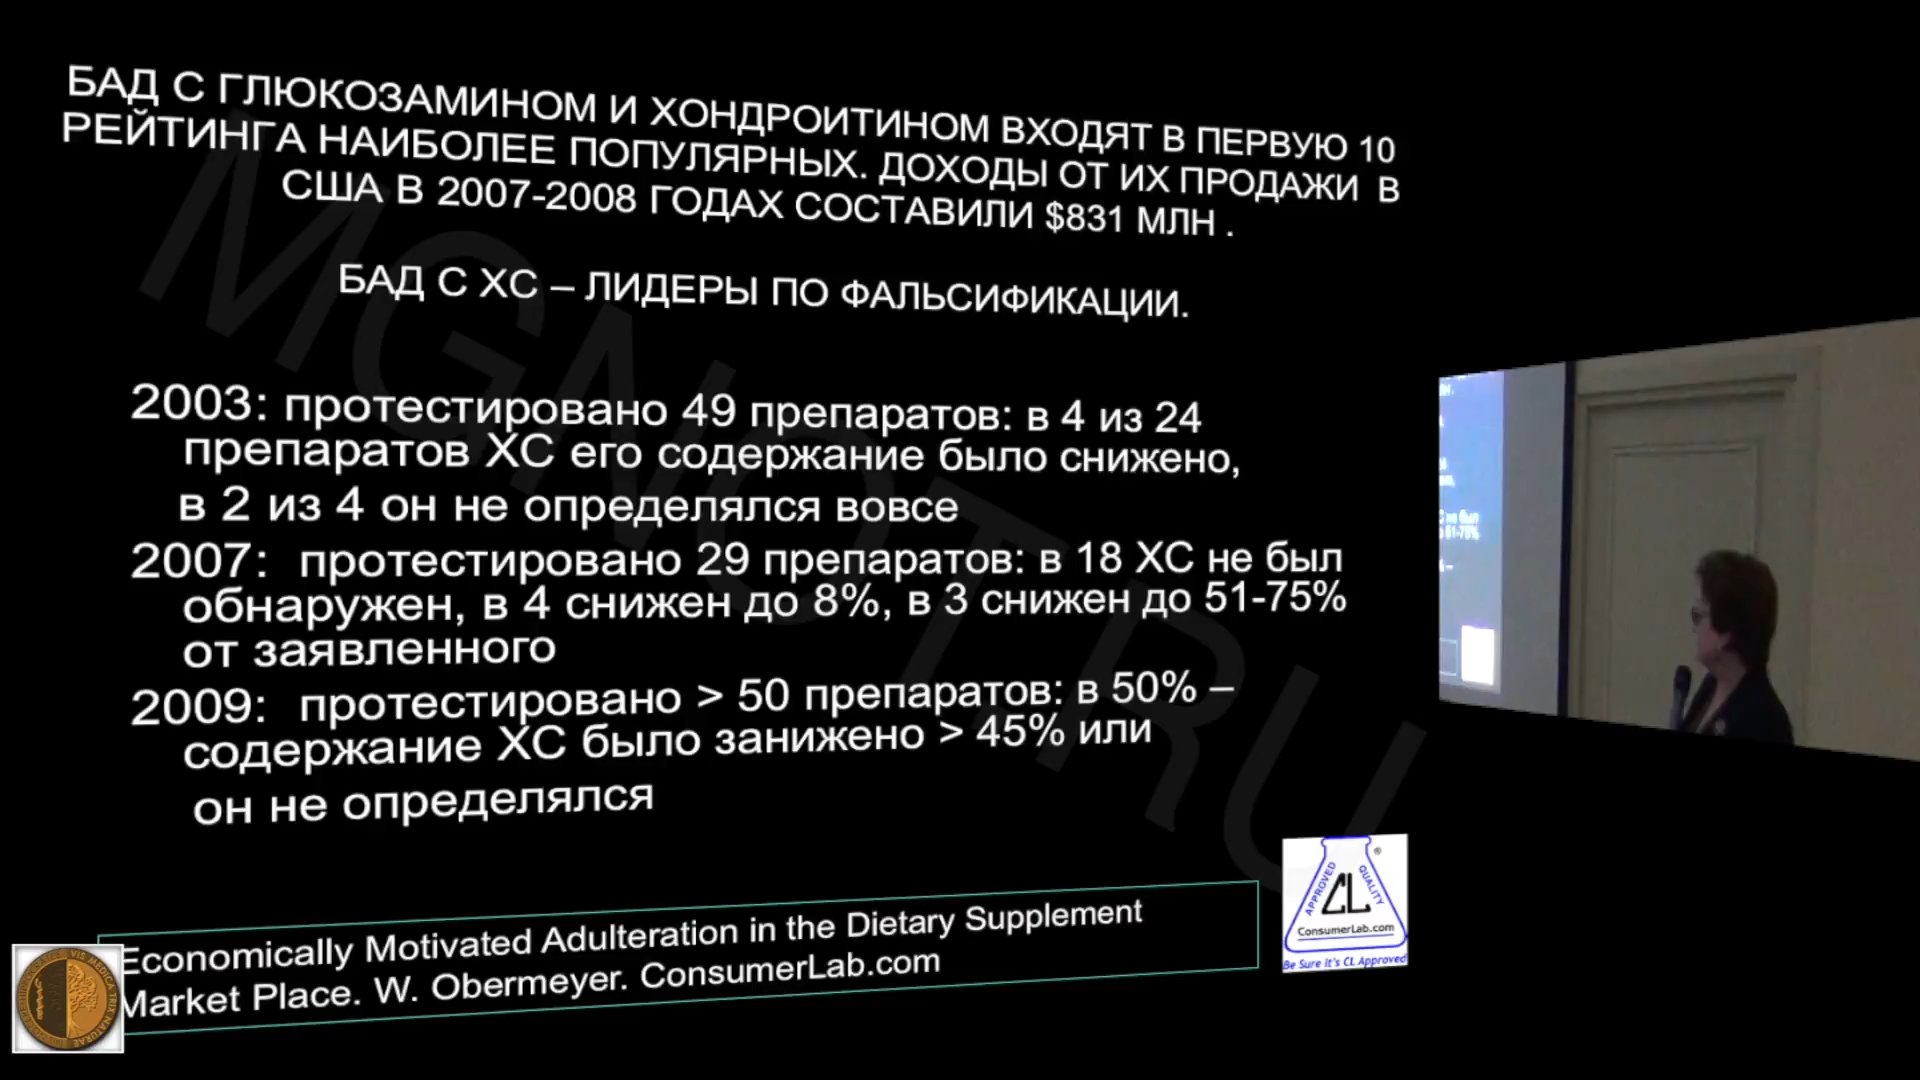 БАД С ГЛЮКОЗАМИНОМ И ХОНДРОИТИНОМ ВХОДЯТ В ПЕРВУЮ 10
РЕЙТИНГА НАИБОЛЕЕ ПОПУЛЯРНЫХ. ДОХОДЫ ОТ ИХ ПРОДАЖИ В
США В 2007-2008 ГОДАХ СОСТАВИЛИ $831 МЛН .
БАД С ХС – ЛИДЕРЫ ПО ФАЛЬСИФИКАЦИИ.
2003: протестировано 49 препаратов: в 4 из 24
препаратов ХС его содержание было снижено,
в 2 из 4 он не определялся вовсе
2007: протестировано 29 препаратов: в 18 ХС не был
обнаружен, в 4 снижен до 8%, в 3 снижен до 51-75%
от заявленного
2009: протестировано > 50 препаратов: в 50% –
содержание ХС было занижено > 45% или
он не определялся
Economically Motivated Adulteration in the Dietary Supplement
Market Place. W. Obermeyer. ConsumerLab.com
APPROVED QUALITY
®
CL
ConsumerLab.com
Be Sure It's CL Approved
MGNOT.RU
VIS MEDICATRIX NATURAE